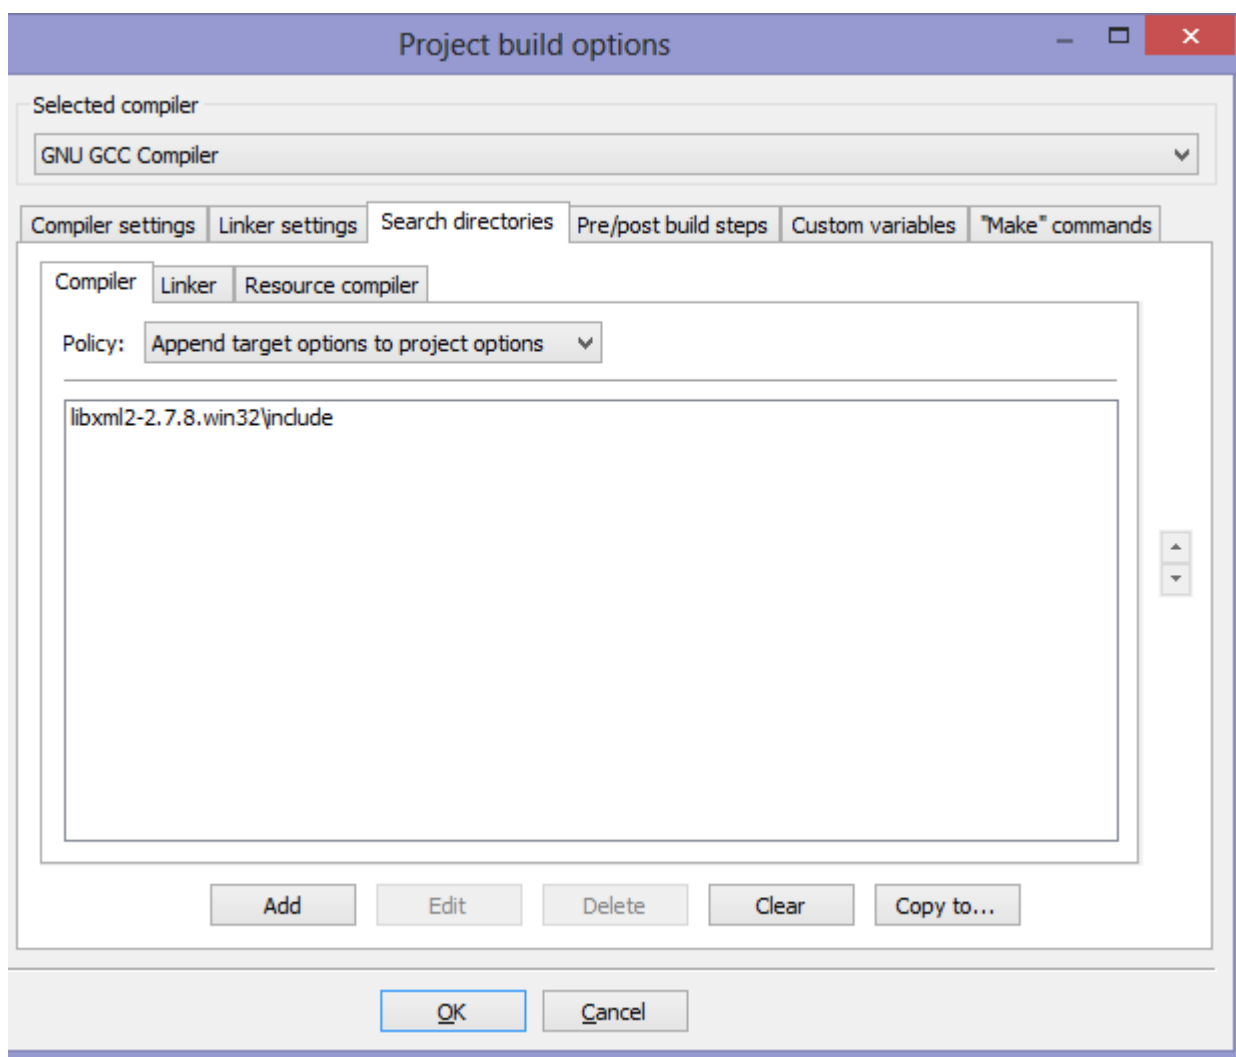 Project build options
Selected compiler
GNU GCC Compiler
Compiler settings Linker settings Search directories Pre/post build steps Custom variables "Make" commands
Compiler Linker Resource compiler
Policy: Append target options to project options
libxml2-2.7.8.win32\include
Add Edit Delete Clear Copy to...
OK Cancel